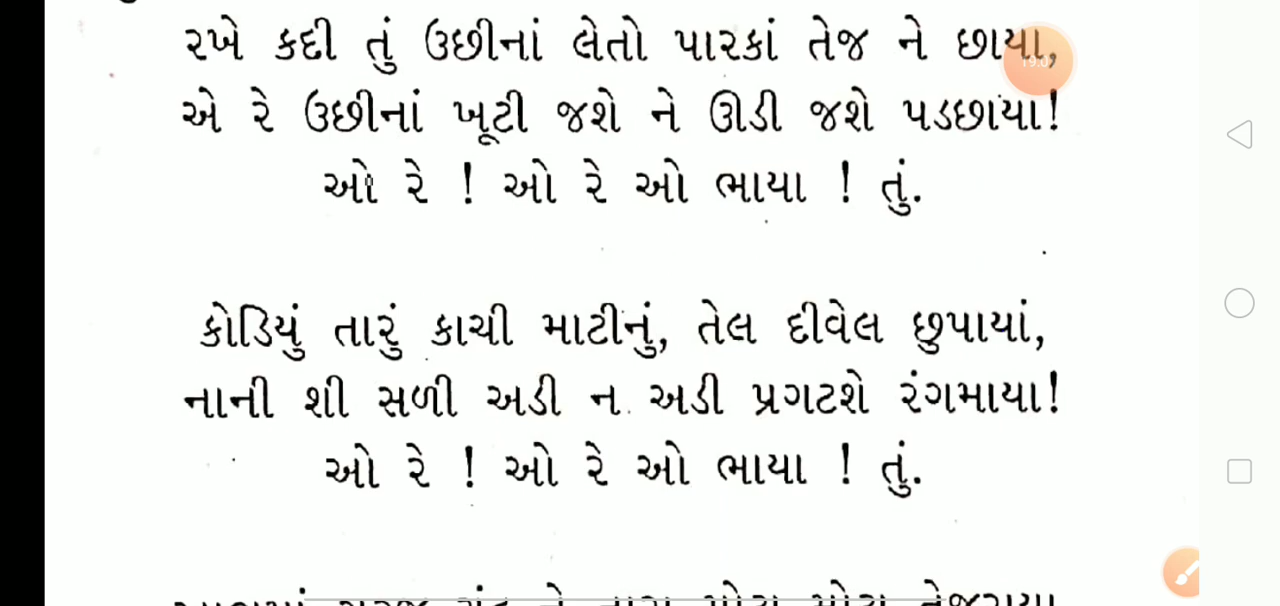 રખે કદી તું ઉછીનાં લેતો પારકાં તેજ ને છાયા,
એ રે ઉછીનાં ખૂટી જશે ને ઊડી જશે પડછાયા!
ઓ રે ! ઓ રે ઓ ભાયા ! તું.
કોડિયું તારું કાચી માટીનું, તેલ દીવેલ છુપાયાં,
નાની શી સળી અડી ન અડી પ્રગટશે રંગમાયા!
ઓ રે ! ઓ રે ઓ ભાયા ! તું.